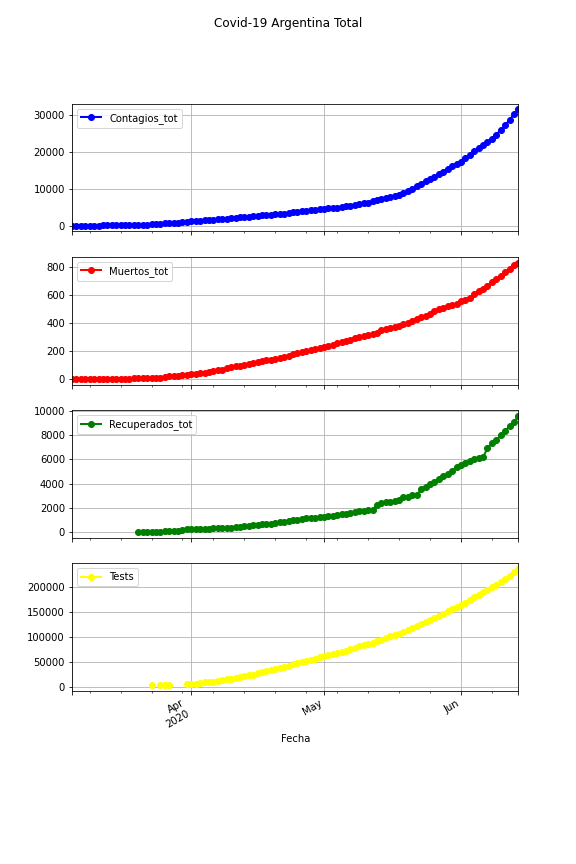 Covid-19 Argentina Total
30000
20000
10000
0
Contagios_tot
800
600
400
200
0
Muertos_tot
10000
8000
6000
4000
2000
0
Recuperados_tot
200000
150000
100000
50000
0
Tests
Apr
2020
May
Jun
Fecha